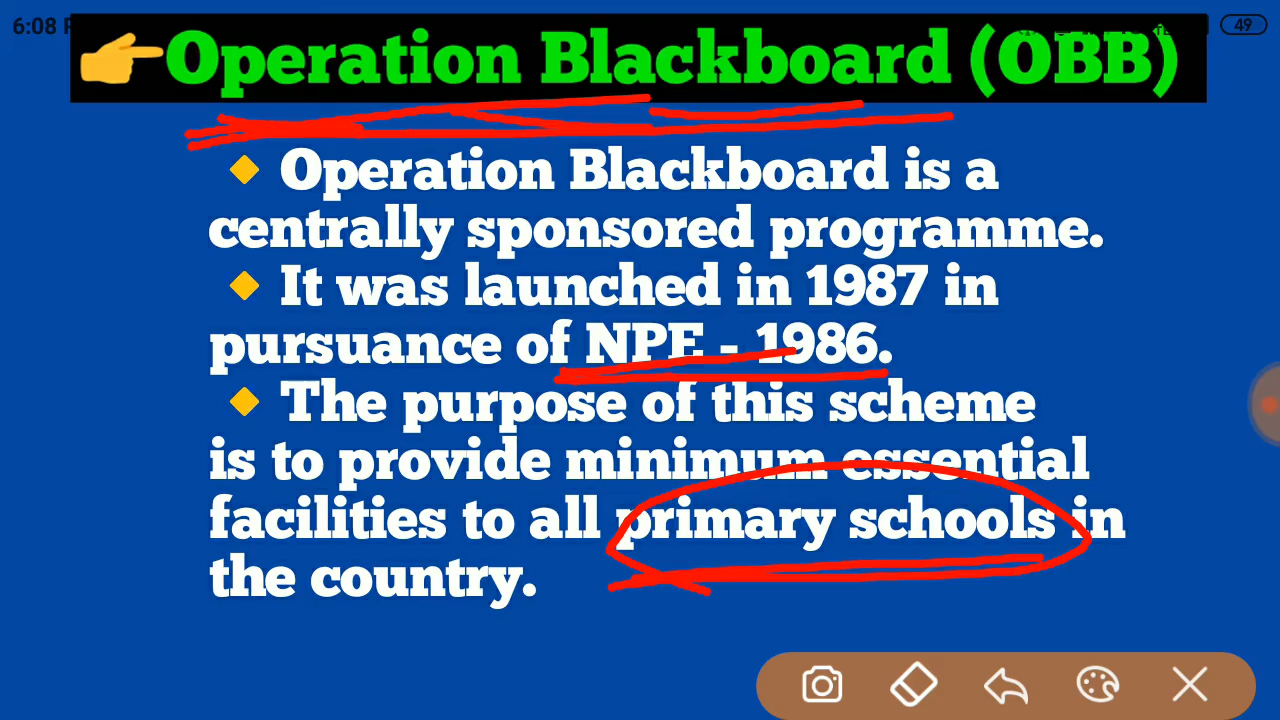 6:08
49
👉Operation Blackboard (OBB)
🔸 Operation Blackboard is a
centrally sponsored programme.
🔸 It was launched in 1987 in
pursuance of NPE - 1986.
🔸 The purpose of this scheme
is to provide minimum essential
facilities to all primary schools in
the country.